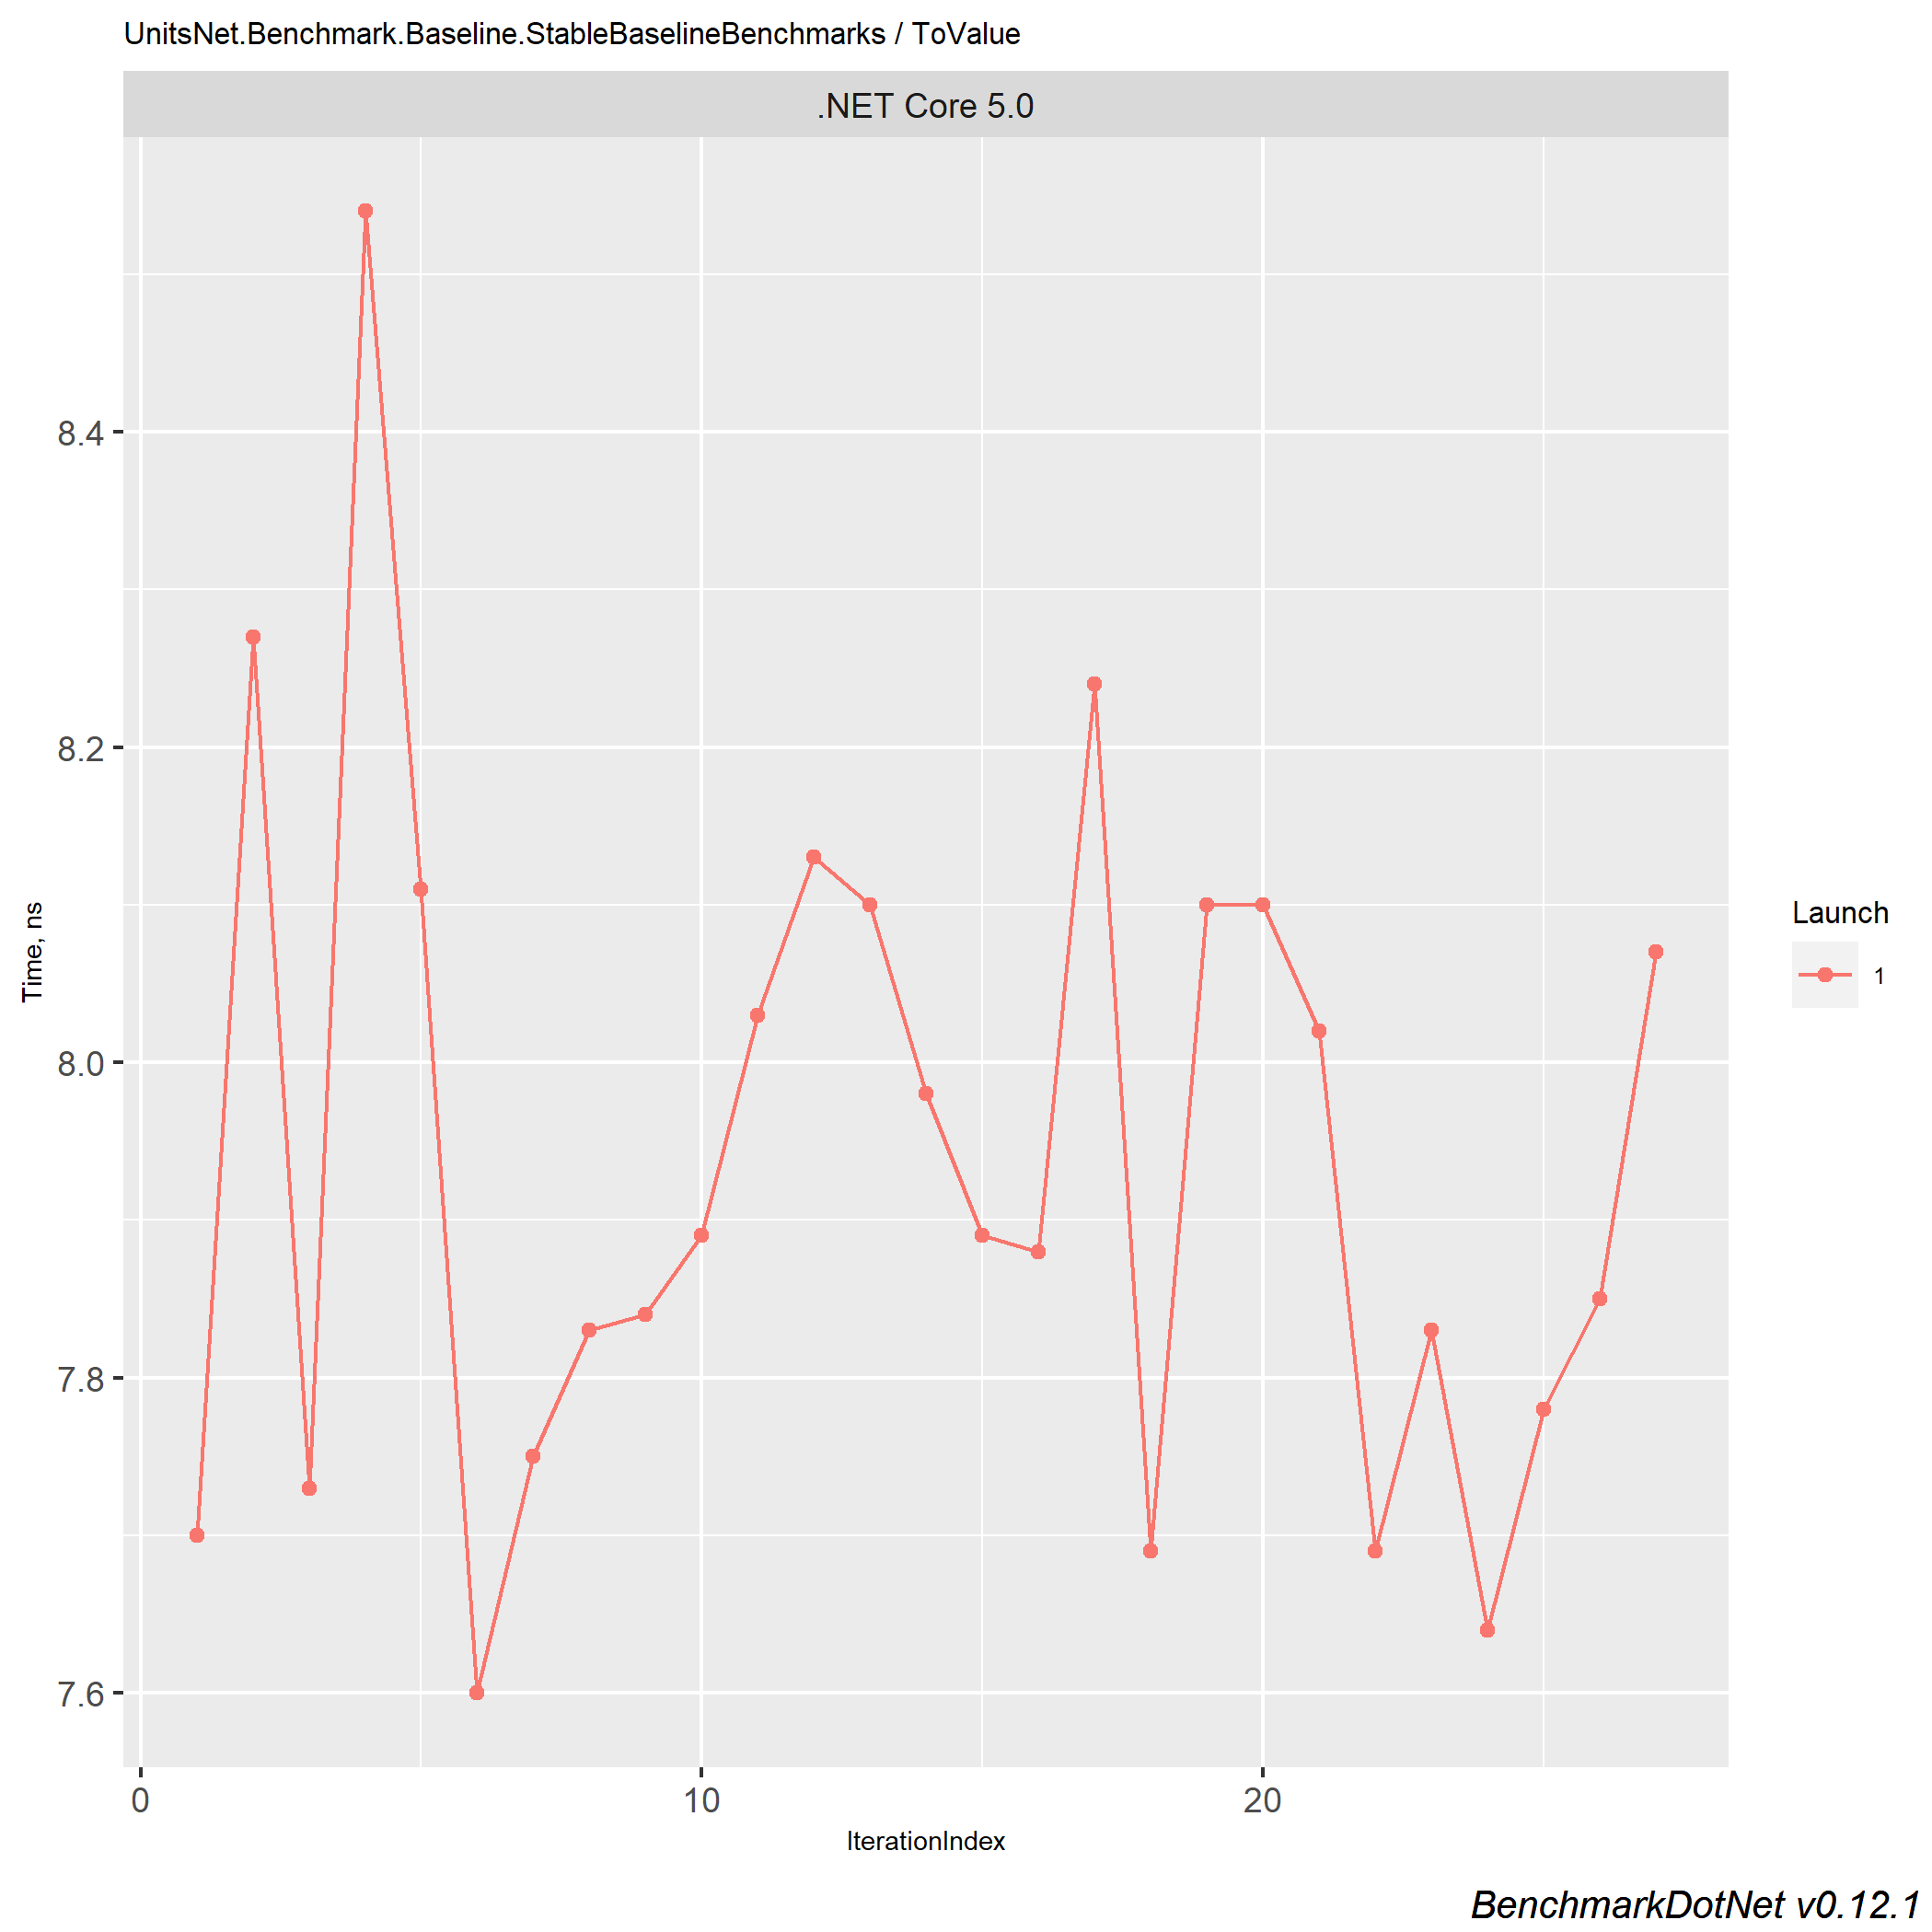 UnitsNet.Benchmark.Baseline.StableBaselineBenchmarks / ToValue
.NET Core 5.0
8.4
8.2
8.0
7.8
7.6
Time, ns
0 10 20
IterationIndex
Launch
1
BenchmarkDotNet v0.12.1